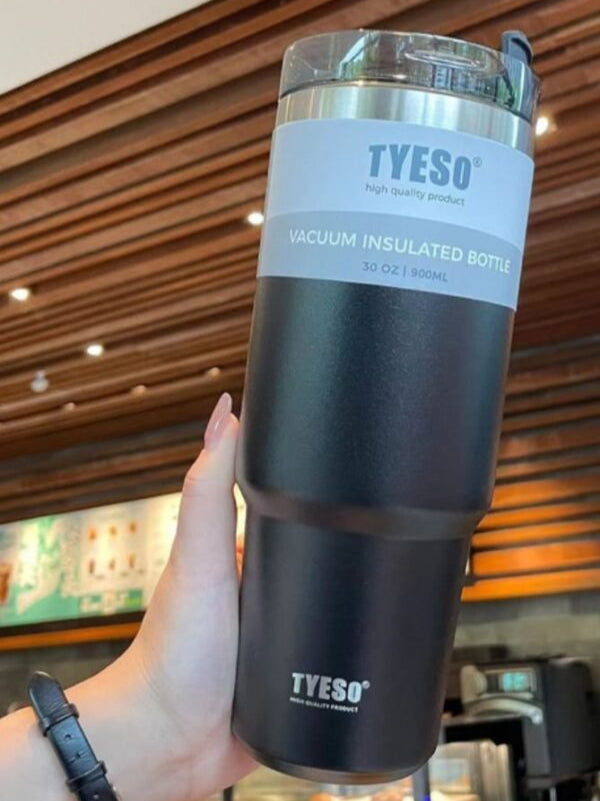 TYESO®
high quality product
VACUUM INSULATED BOTTLE
30 OZ | 900ML
TYESO®
HIGH QUALITY PRODUCT